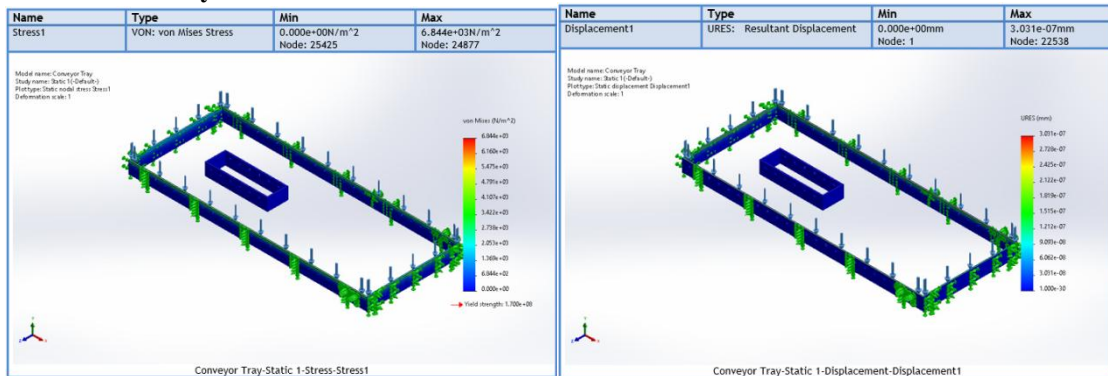 Name Type Min Max
Stress1 VON: von Mises Stress 0.000e+00N/m^2 6.844e+03N/m^2
Node: 25425 Node: 24877
Model name: Conveyor Tray
Study name: Static 1(-Default-)
Plot type: Static nodal stress Stress1
Deformation scale: 1
von Mises (N/m^2)
6.844e+03
6.160e+03
5.475e+03
4.791e+03
4.107e+03
3.422e+03
2.738e+03
2.053e+03
1.369e+03
6.844e+02
0.000e+00
Yield strength: 1.700e+08
Conveyor Tray-Static 1-Stress-Stress1
Name Type Min Max
Displacement1 URES: Resultant Displacement 0.000e+00mm 3.031e-07mm
Node: 1 Node: 22538
Model name: Conveyor Tray
Study name: Static 1(-Default-)
Plot type: Static displacement Displacement1
Deformation scale: 1
URES (mm)
3.031e-07
2.728e-07
2.425e-07
2.122e-07
1.819e-07
1.515e-07
1.212e-07
9.093e-08
6.062e-08
3.031e-08
1.000e-30
Conveyor Tray-Static 1-Displacement-Displacement1